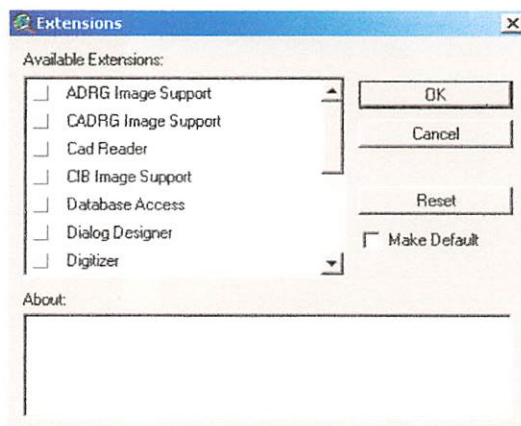 Extensions
Available Extensions:
ADRG Image Support
CADRG Image Support
Cad Reader
CIB Image Support
Database Access
Dialog Designer
Digitizer
OK
Cancel
Reset
Make Default
About: